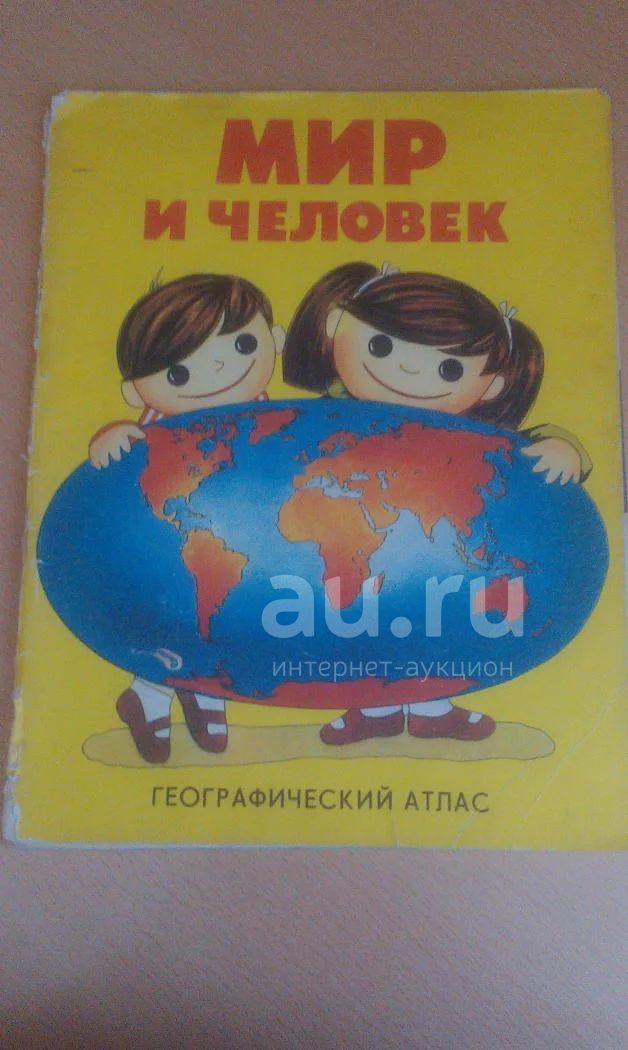 МИР
И ЧЕЛОВЕК
au.ru
интернет-аукцион
ГЕОГРАФИЧЕСКИЙ АТЛАС